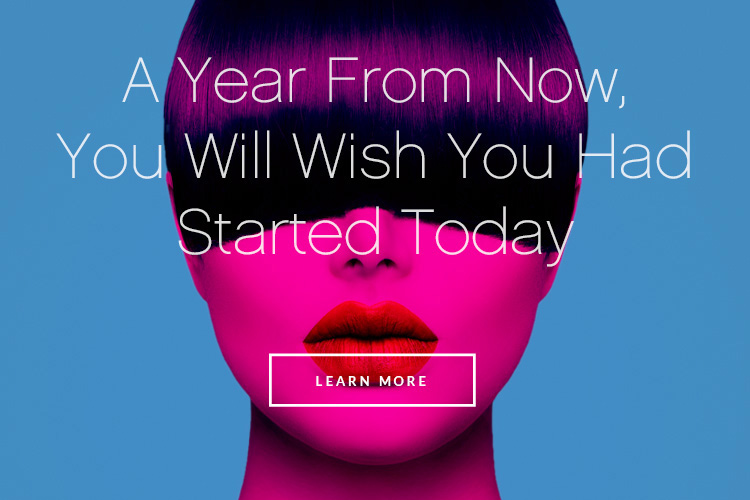 A Year From Now,
You Will Wish You Had
Started Today
LEARN MORE